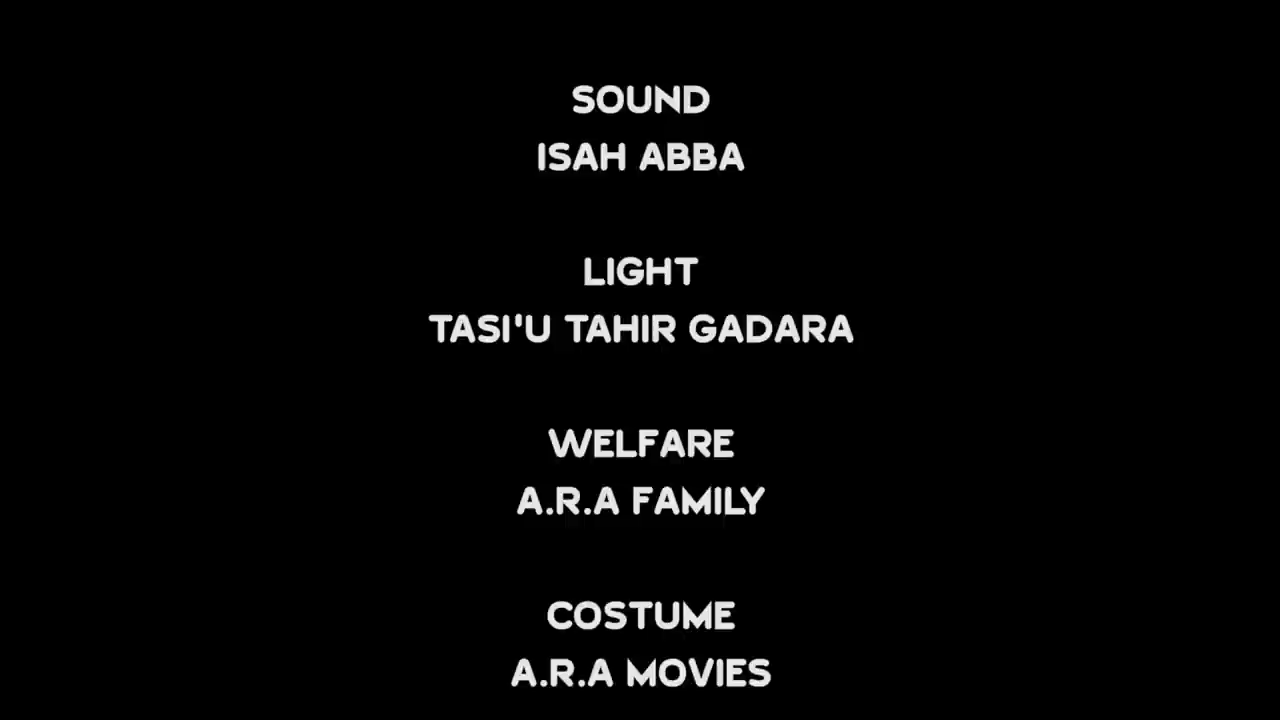 SOUND
ISAH ABBA
LIGHT
TASI'U TAHIR GADARA
WELFARE
A.R.A FAMILY
COSTUME
A.R.A MOVIES